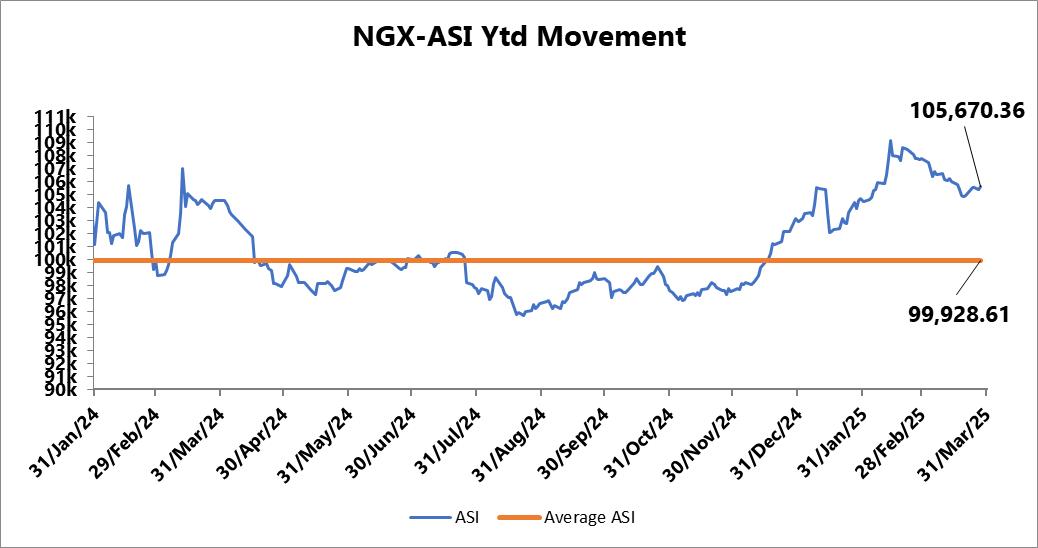 NGX-ASI Ytd Movement
111k
110k
109k
108k
107k
106k
105k
104k
103k
102k
101k
100k
99k
98k
97k
96k
95k
94k
93k
92k
91k
90k
105,670.36
99,928.61
31/Jan/24
29/Feb/24
31/Mar/24
30/Apr/24
31/May/24
30/Jun/24
31/Jul/24
31/Aug/24
30/Sep/24
31/Oct/24
30/Nov/24
31/Dec/24
31/Jan/25
28/Feb/25
31/Mar/25
ASI
Average ASI